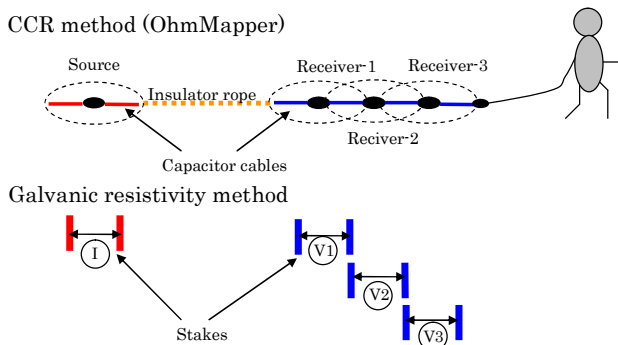 CCR method (OhmMapper)
Source
Receiver-1
Receiver-3
Insulator rope
Reciver-2
Capacitor cables
Galvanic resistivity method
I
V1
V2
V3
Stakes